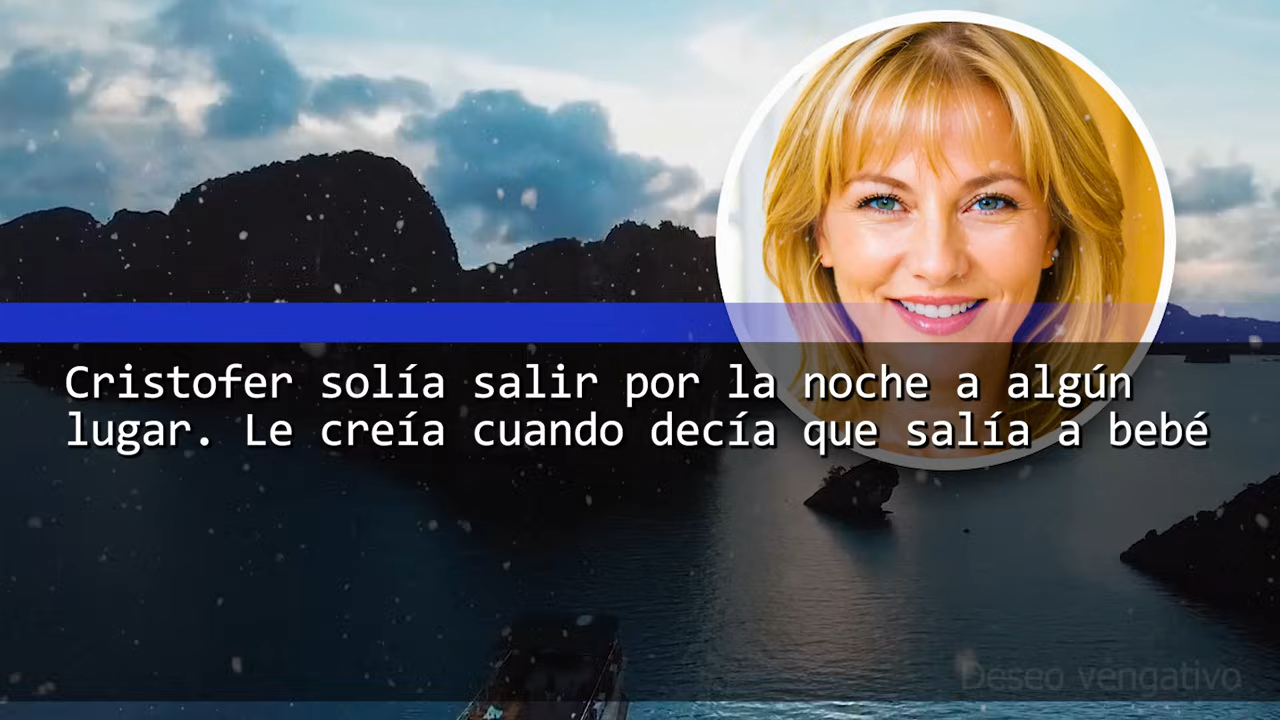 Cristofer solía salir por la noche a algún
lugar. Le creía cuando decía que salía a bebé
Deseo vengativo